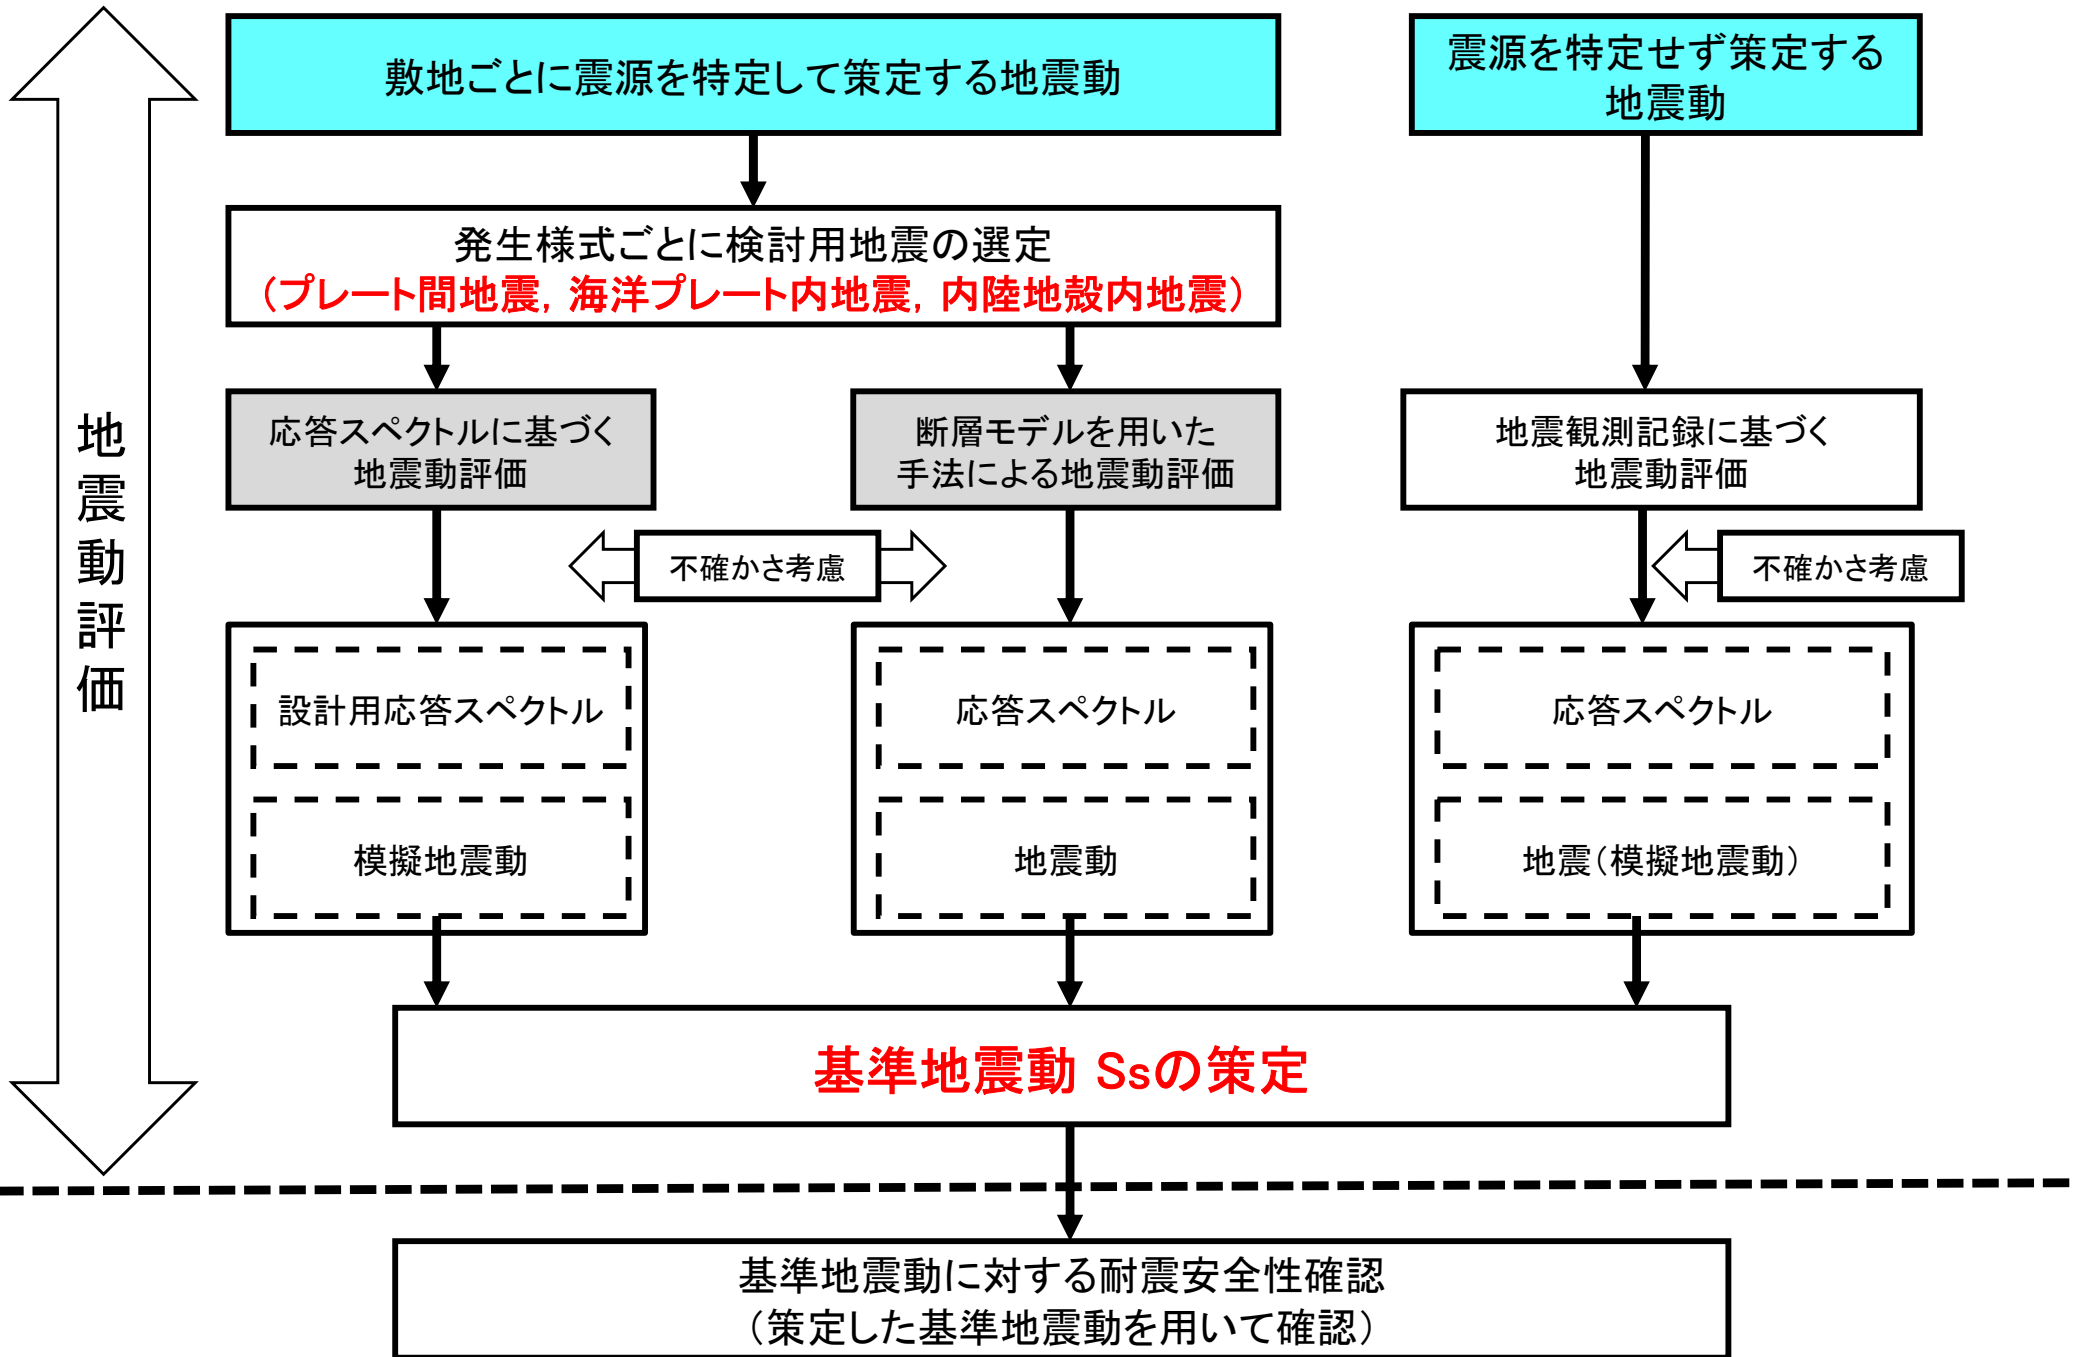 敷地ごとに震源を特定して策定する地震動
震源を特定せず策定する
地震動
発生様式ごとに検討用地震の選定
（プレート間地震，海洋プレート内地震，内陸地殻内地震）
地震動評価
応答スペクトルに基づく
地震動評価
断層モデルを用いた
手法による地震動評価
地震観測記録に基づく
地震動評価
不確かさ考慮
不確かさ考慮
設計用応答スペクトル
応答スペクトル
応答スペクトル
模擬地震動
地震動
地震（模擬地震動）
基準地震動 Ssの策定
基準地震動に対する耐震安全性確認
（策定した基準地震動を用いて確認）